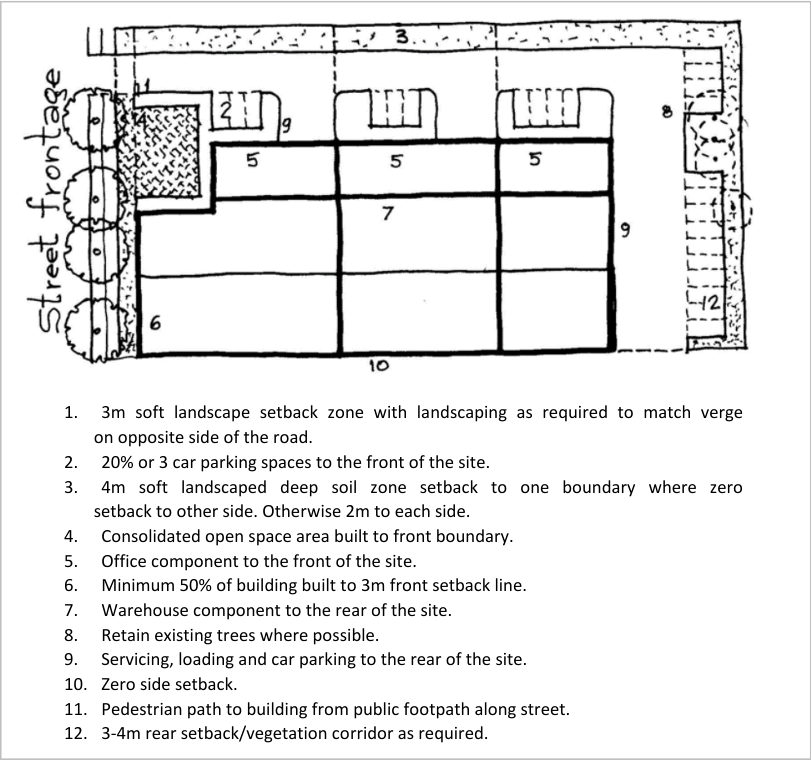 Street frontage
3
1
2
4
9
8
5
5
5
7
9
6
12
10
1. 3m soft landscape setback zone with landscaping as required to match verge
on opposite side of the road.
2. 20% or 3 car parking spaces to the front of the site.
3. 4m soft landscaped deep soil zone setback to one boundary where zero
setback to other side. Otherwise 2m to each side.
4. Consolidated open space area built to front boundary.
5. Office component to the front of the site.
6. Minimum 50% of building built to 3m front setback line.
7. Warehouse component to the rear of the site.
8. Retain existing trees where possible.
9. Servicing, loading and car parking to the rear of the site.
10. Zero side setback.
11. Pedestrian path to building from public footpath along street.
12. 3-4m rear setback/vegetation corridor as required.